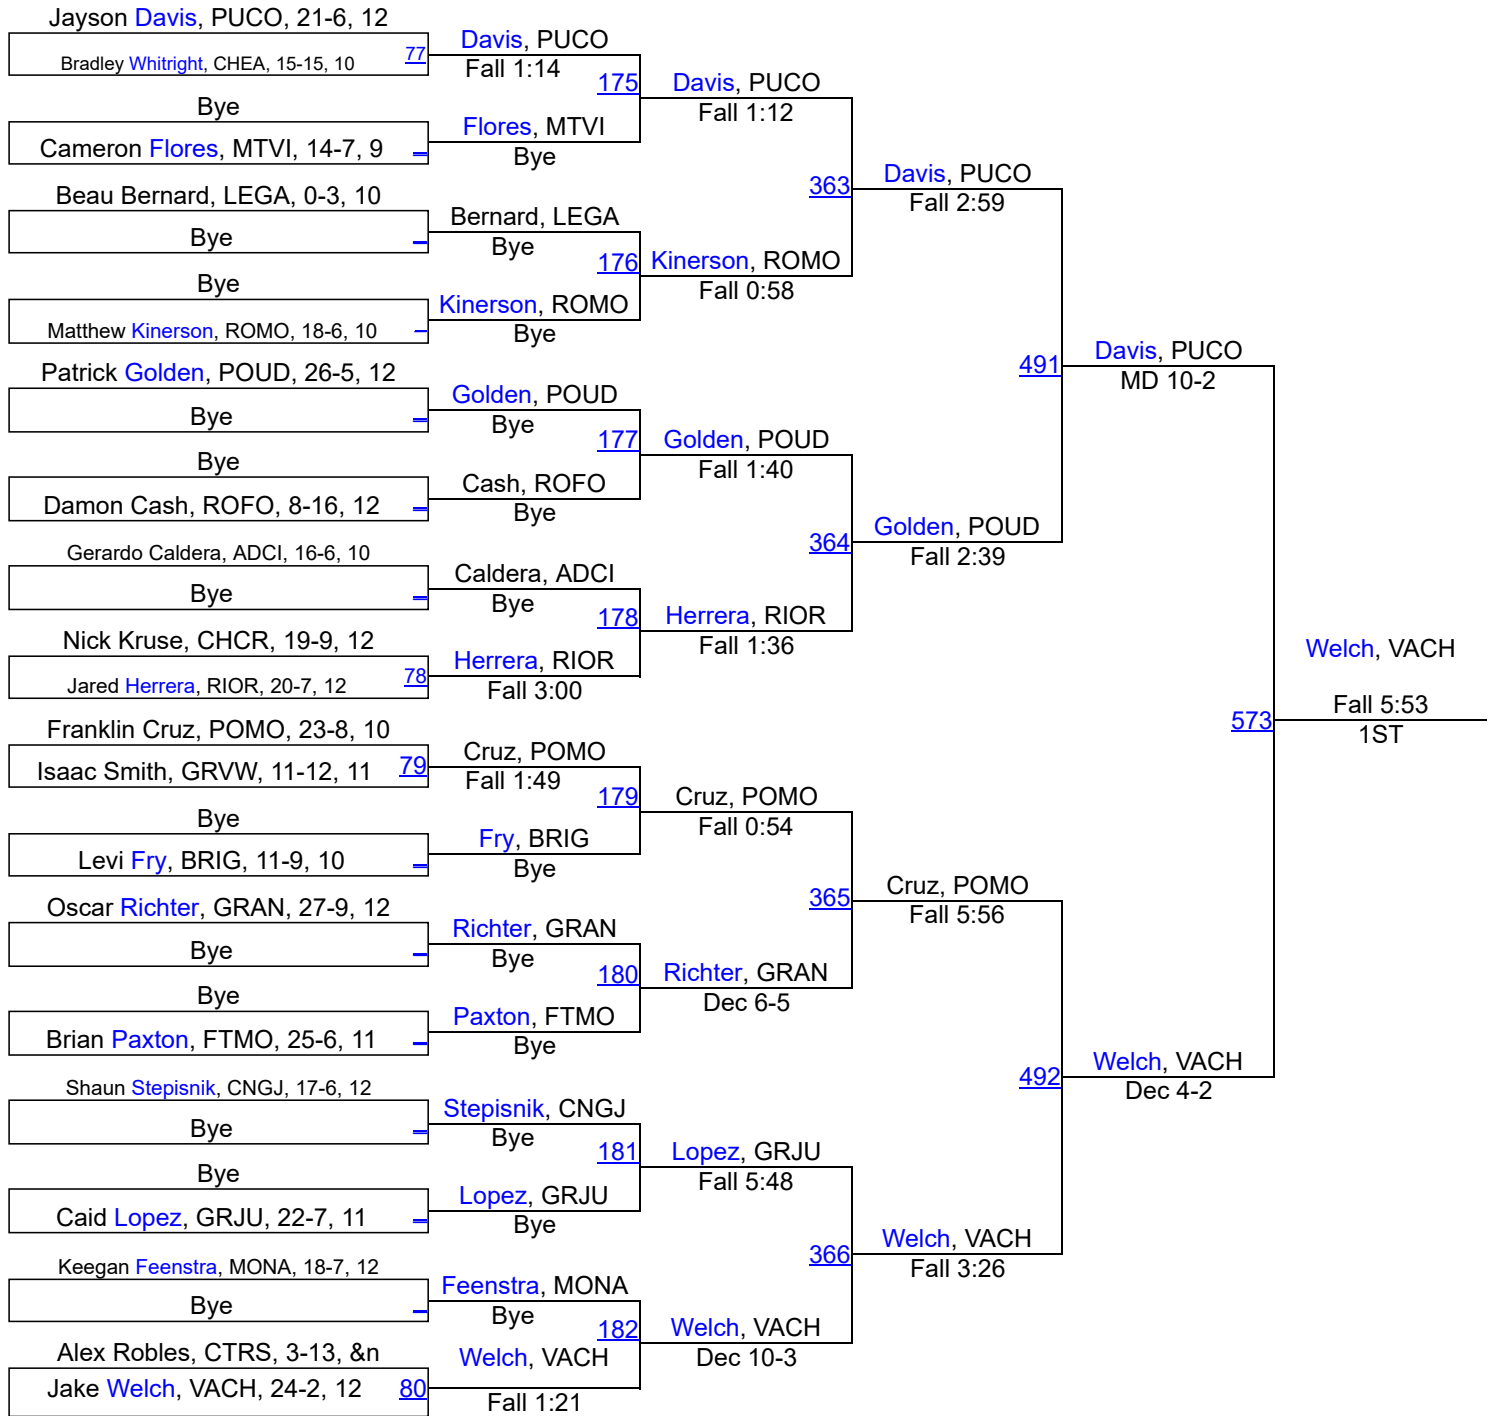 Jayson Davis, PUCO, 21-6, 12
Bradley Whitright, CHEA, 15-15, 10 77
Bye
Cameron Flores, MTVI, 14-7, 9
Beau Bernard, LEGA, 0-3, 10
Bye
Bye
Matthew Kinerson, ROMO, 18-6, 10
Patrick Golden, POUD, 26-5, 12
Bye
Bye
Damon Cash, ROFO, 8-16, 12
Gerardo Caldera, ADCI, 16-6, 10
Bye
Nick Kruse, CHCR, 19-9, 12
Jared Herrera, RIOR, 20-7, 12 78
Franklin Cruz, POMO, 23-8, 10
Isaac Smith, GRVW, 11-12, 11 79
Bye
Levi Fry, BRIG, 11-9, 10
Oscar Richter, GRAN, 27-9, 12
Bye
Bye
Brian Paxton, FTMO, 25-6, 11
Shaun Stepisnik, CNGJ, 17-6, 12
Bye
Bye
Caid Lopez, GRJU, 22-7, 11
Keegan Feenstra, MONA, 18-7, 12
Bye
Alex Robles, CTRS, 3-13, &n
Jake Welch, VACH, 24-2, 12 80
Davis, PUCO
Fall 1:14
175
Flores, MTVI
Bye
Bernard, LEGA
Bye
176
Kinerson, ROMO
Bye
Golden, POUD
Bye
177
Cash, ROFO
Bye
Caldera, ADCI
Bye
178
Herrera, RIOR
Fall 3:00
Cruz, POMO
Fall 1:49
179
Fry, BRIG
Bye
Richter, GRAN
Bye
180
Paxton, FTMO
Bye
Stepisnik, CNGJ
Bye
181
Lopez, GRJU
Bye
Feenstra, MONA
Bye
182
Welch, VACH
Fall 1:21
Davis, PUCO
Fall 1:12
363
Kinerson, ROMO
Fall 0:58
Golden, POUD
Fall 1:40
364
Herrera, RIOR
Fall 1:36
Cruz, POMO
Fall 0:54
365
Richter, GRAN
Dec 6-5
Lopez, GRJU
Fall 5:48
366
Welch, VACH
Dec 10-3
Davis, PUCO
Fall 2:59
491
Golden, POUD
Fall 2:39
Cruz, POMO
Fall 5:56
492
Welch, VACH
Fall 3:26
Davis, PUCO
MD 10-2
573
Welch, VACH
Dec 4-2
Welch, VACH
Fall 5:53
1ST